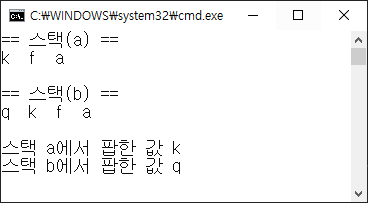 C:₩WINDOWS₩system32₩cmd.exe
== 스택(a) ==
k f a
== 스택(b) ==
q k f a
스택 a에서 팝한 값 k
스택 b에서 팝한 값 q